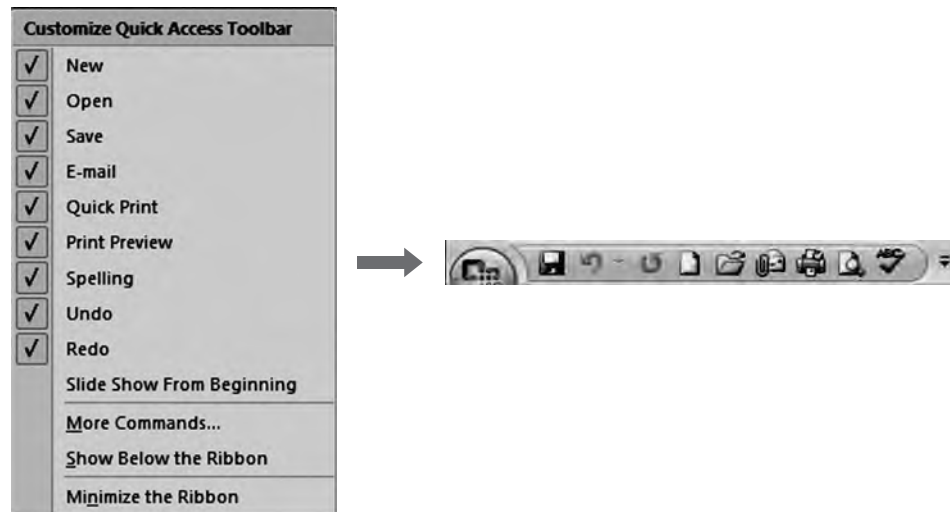 Customize Quick Access Toolbar
New
Open
Save
E-mail
Quick Print
Print Preview
Spelling
Undo
Redo
Slide Show From Beginning
More Commands...
Show Below the Ribbon
Minimize the Ribbon
ABC